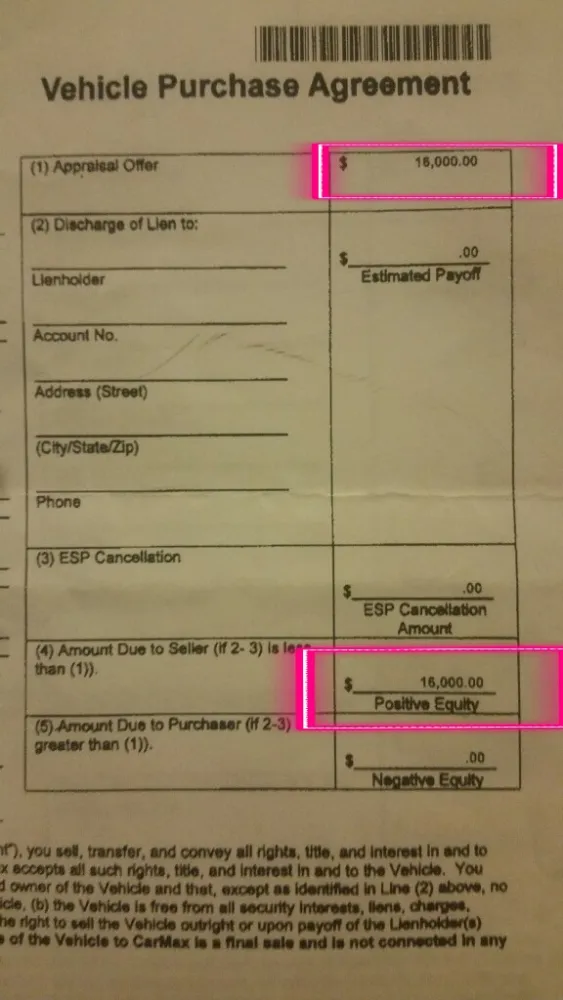 Vehicle Purchase Agreement
(1) Appraisal Offer
$ 16,000.00
(2) Discharge of Lien to:
$ .00
Estimated Payoff
Lienholder
Account No.
Address (Street)
(City/State/Zip)
Phone
(3) ESP Cancellation
$ .00
ESP Cancellation
Amount
(4) Amount Due to Seller (if 2- 3) is less
than (1)).
$ 16,000.00
Positive Equity
(5) Amount Due to Purchaser (if 2-3)
greater than (1)).
$ .00
Negative Equity
you sell, transfer, and convey all rights, title, and interest in and to
accepts all such rights, title, and interest in and to the Vehicle. You
owner of the Vehicle and that, except as identified in Line (2) above, no
(b) the Vehicle is free from all security interests, liens, charges,
the right to sell the Vehicle outright or upon payoff of the Lienholder(s)
of the Vehicle to CarMax is a final sale and is not connected in any